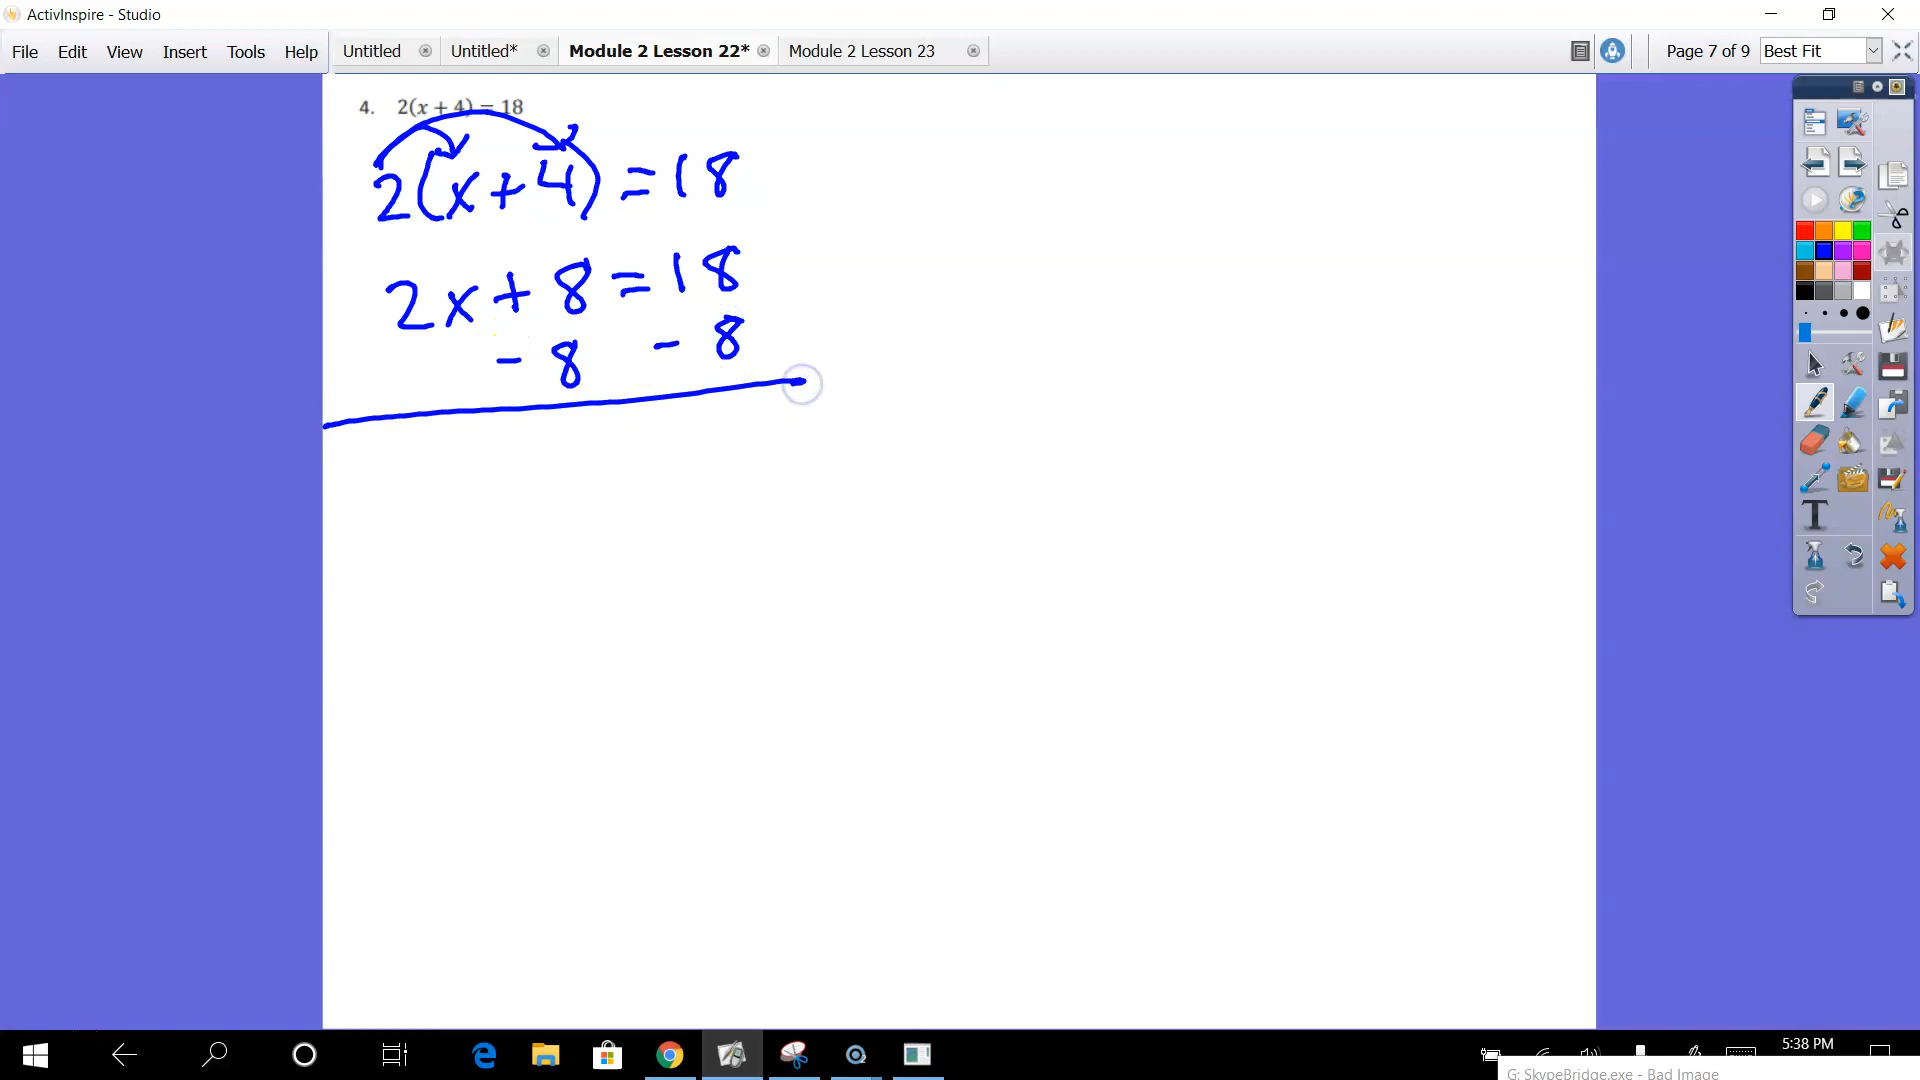 ActivInspire - Studio
File Edit View Insert Tools Help Untitled Untitled* Module 2 Lesson 22* Module 2 Lesson 23 Page 7 of 9 Best Fit
4. 2(x + 4) = 18
2(x+4)=18
2x+8=18
-8 -8
T
5:38 PM
G: SkypeBridge.exe - Bad Image